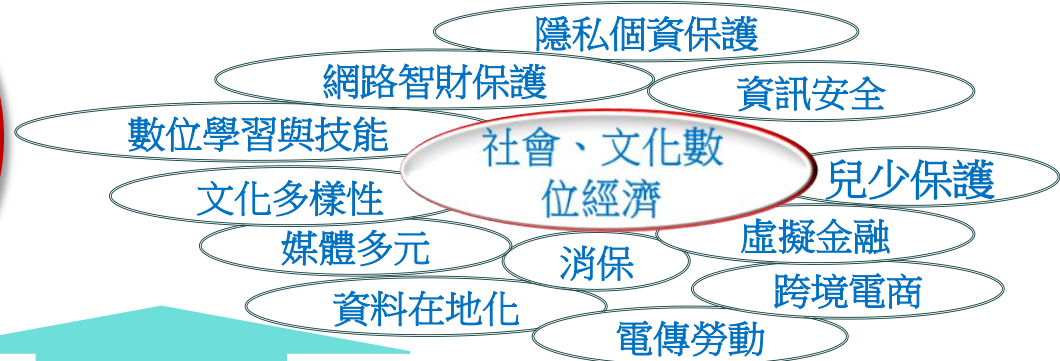 隱私個資保護
網路智財保護
資訊安全
數位學習與技能
社會、文化數
位經濟
兒少保護
文化多樣性
媒體多元
消保
虛擬金融
跨境電商
資料在地化
電傳勞動